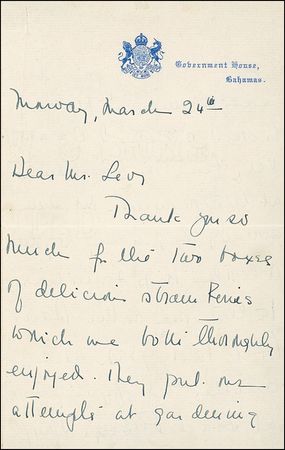 Government House,
Bahamas.
Monday, March 24th
Dear Mr. Levy
Thank you so
much for the two boxes
of delicious strawberries
which we both thoroughly
enjoyed. They put our
attempts at gardening